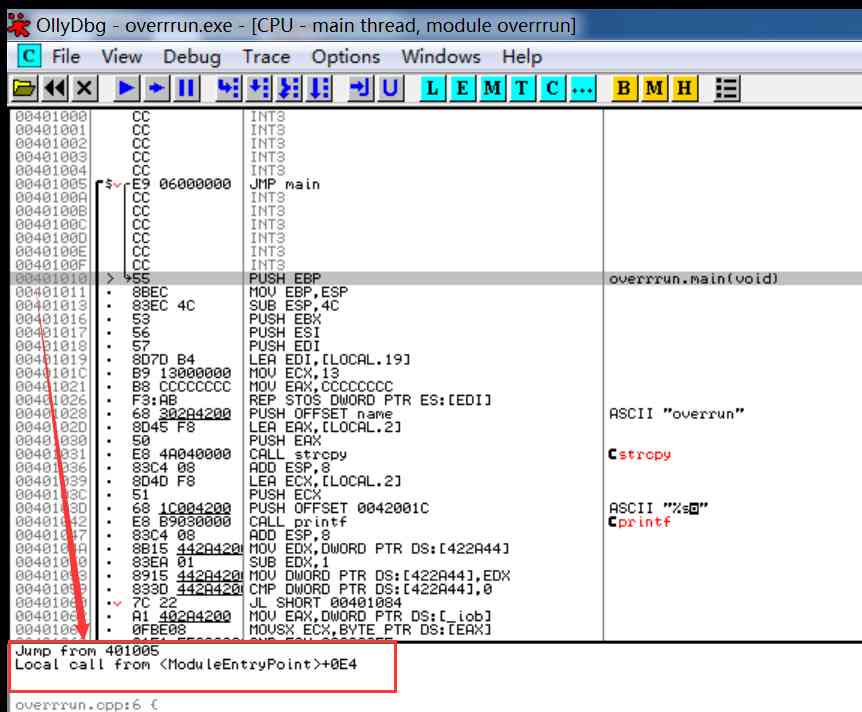 OllyDbg - overrrun.exe - [CPU - main thread, module overrrun]
C File View Debug Trace Options Windows Help
L E M T C ... B M H
00401000 CC INT3
00401001 CC INT3
00401002 CC INT3
00401003 CC INT3
00401004 CC INT3
00401005 $ E9 06000000 JMP main
0040100A CC INT3
0040100B CC INT3
0040100C CC INT3
0040100D CC INT3
0040100E CC INT3
0040100F CC INT3
00401010 > 55 PUSH EBP overrrun.main(void)
00401011 . 8BEC MOV EBP,ESP
00401013 . 83EC 4C SUB ESP,4C
00401016 . 53 PUSH EBX
00401017 . 56 PUSH ESI
00401018 . 57 PUSH EDI
00401019 . 8D7D B4 LEA EDI,[LOCAL.19]
0040101C . B9 13000000 MOV ECX,13
00401021 . B8 CCCCCCCC MOV EAX,CCCCCCCC
00401026 . F3:AB REP STOS DWORD PTR ES:[EDI]
00401028 . 68 302A4200 PUSH OFFSET name ASCII "overrun"
0040102D . 8D45 F8 LEA EAX,[LOCAL.2]
00401030 . 50 PUSH EAX
00401031 . E8 4A040000 CALL strcpy strcpy
00401036 . 83C4 08 ADD ESP,8
00401039 . 8D4D F8 LEA ECX,[LOCAL.2]
0040103C . 51 PUSH ECX
0040103D . 68 1C004200 PUSH OFFSET 0042001C ASCII "%s"
00401042 . E8 B9030000 CALL printf printf
00401047 . 83C4 08 ADD ESP,8
0040104A . 8B15 442A420 MOV EDX,DWORD PTR DS:[422A44]
. 83EA 01 SUB EDX,1
. 8915 442A420 MOV DWORD PTR DS:[422A44],EDX
. 833D 442A420 CMP DWORD PTR DS:[422A44],0
. 7C 22 JL SHORT 00401084
. A1 402A4200 MOV EAX,DWORD PTR DS:[_iob]
. 0FBE08 MOVSX ECX,BYTE PTR DS:[EAX]
Jump from 401005
Local call from <ModuleEntryPoint>+0E4
overrrun.cpp:6 {